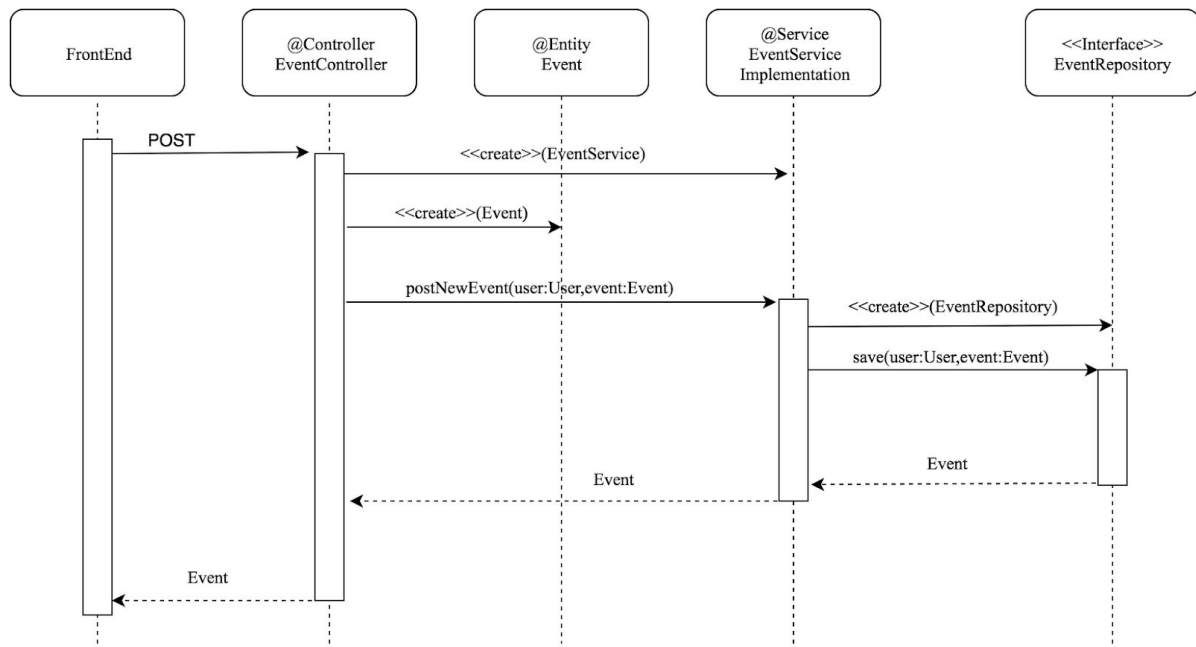 FrontEnd
@Controller
EventController
@Entity
Event
@Service
EventService
Implementation
<<Interface>>
EventRepository
POST
<<create>>(EventService)
<<create>>(Event)
postNewEvent(user:User,event:Event)
<<create>>(EventRepository)
save(user:User,event:Event)
Event
Event
Event